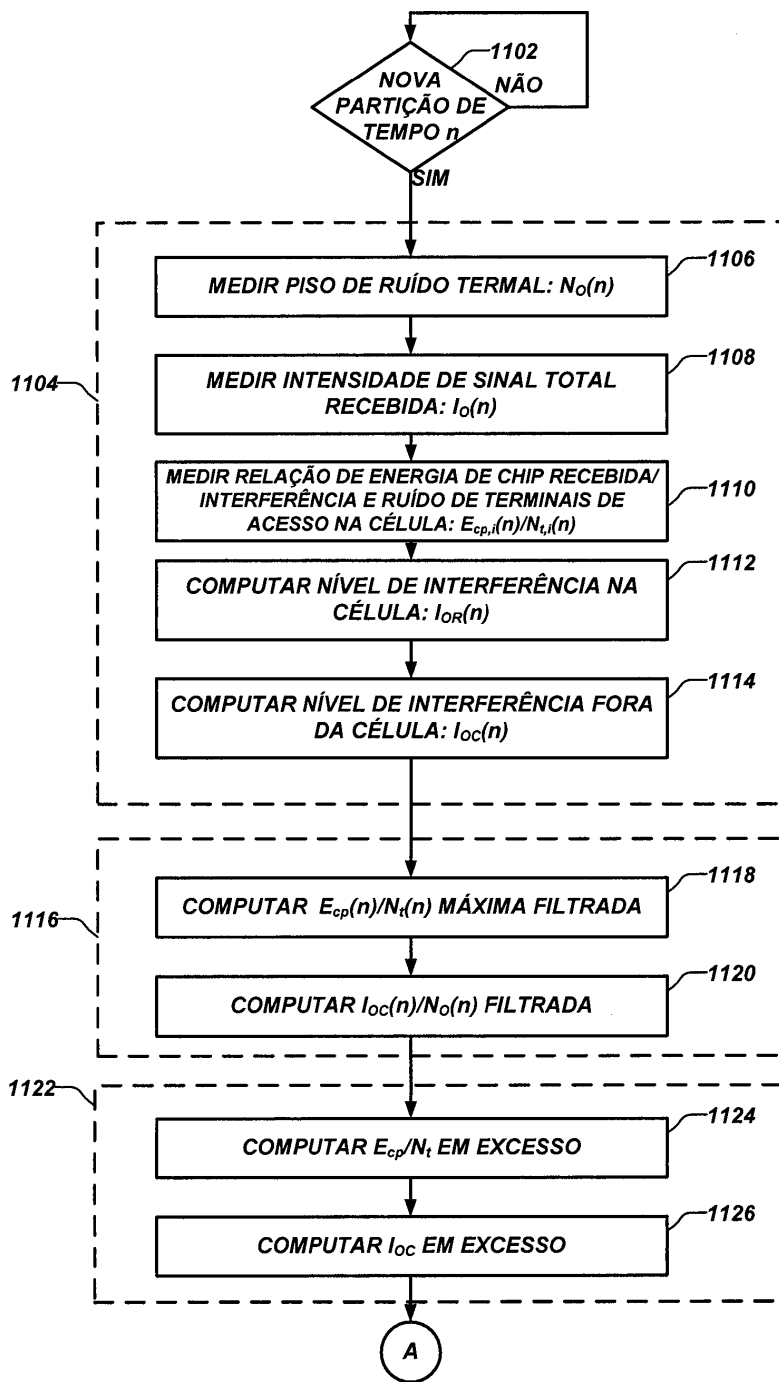 1102
NOVA
NÃO
PARTIÇÃO DE
TEMPO n
SIM
1106
MEDIR PISO DE RUÍDO TERMAL: NO(n)
1108
1104
MEDIR INTENSIDADE DE SINAL TOTAL
RECEBIDA: IO(n)
1110
MEDIR RELAÇÃO DE ENERGIA DE CHIP RECEBIDA/
INTERFERÊNCIA E RUÍDO DE TERMINAIS DE
ACESSO NA CÉLULA: Ecp,i(n)/Nt,i(n)
1112
COMPUTAR NÍVEL DE INTERFERÊNCIA NA
CÉLULA: IOR(n)
1114
COMPUTAR NÍVEL DE INTERFERÊNCIA FORA
DA CÉLULA: IOC(n)
1118
1116
COMPUTAR Ecp(n)/Nt(n) MÁXIMA FILTRADA
1120
COMPUTAR IOC(n)/NO(n) FILTRADA
1122
1124
COMPUTAR Ecp/Nt EM EXCESSO
1126
COMPUTAR IOC EM EXCESSO
A